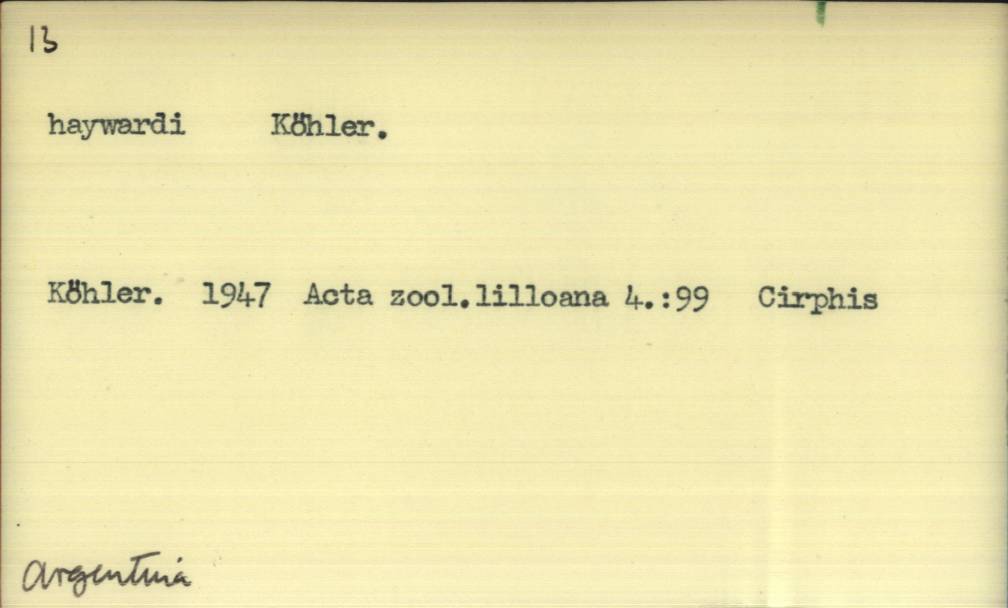 13
haywardi Köhler.
Köhler. 1947 Acta zool.lilloana 4.:99 Cirphis
Argentina